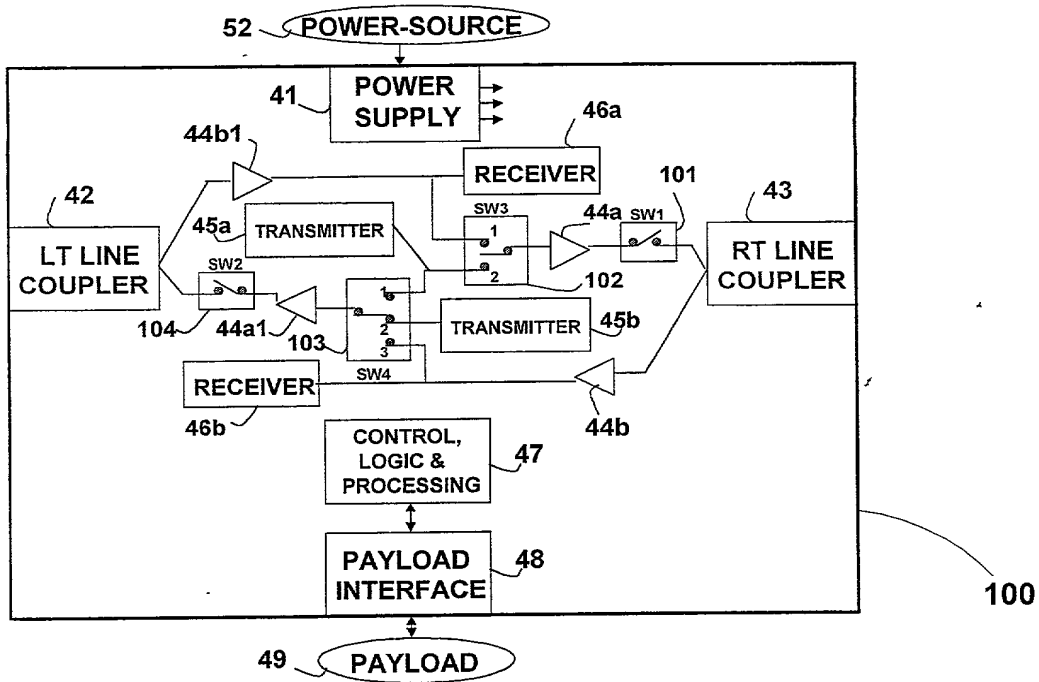 52
POWER-SOURCE
41
POWER
SUPPLY
44b1
46a
RECEIVER
42
LT LINE
COUPLER
45a
TRANSMITTER
SW3
1
2
102
44a
SW1
101
43
RT LINE
COUPLER
SW2
104
44a1
103
1
2
3
SW4
TRANSMITTER
45b
RECEIVER
46b
44b
CONTROL,
LOGIC &
PROCESSING
47
PAYLOAD
INTERFACE
48
100
49
PAYLOAD